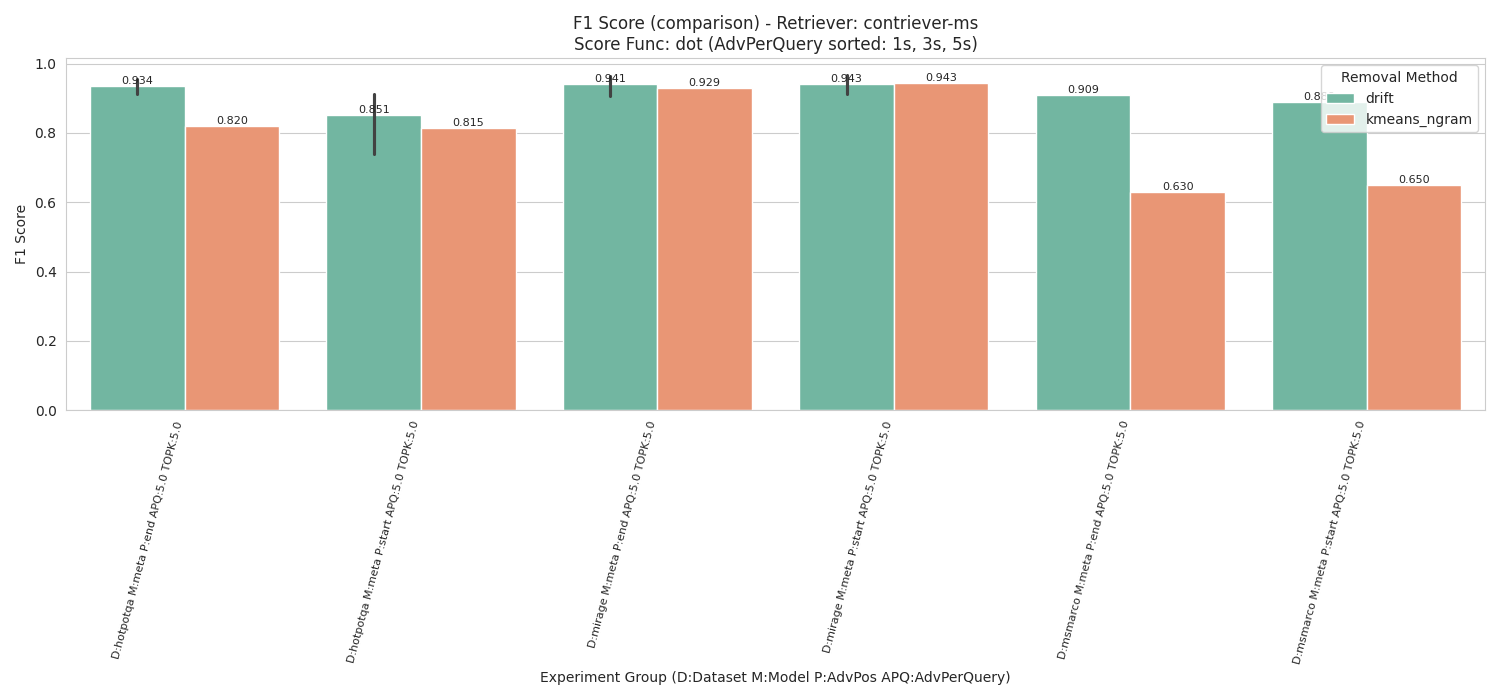 F1 Score (comparison) - Retriever: contriever-ms
Score Func: dot (AdvPerQuery sorted: 1s, 3s, 5s)
F1 Score
1.0
0.8
0.6
0.4
0.2
0.0
0.934
0.820
0.851
0.815
0.941
0.929
0.943
0.943
0.909
0.630
0.650
Removal Method
drift
kmeans_ngram
D:hotpotqa M:meta P:end APQ:5.0 TOPK:5.0
D:hotpotqa M:meta P:start APQ:5.0 TOPK:5.0
D:mirage M:meta P:end APQ:5.0 TOPK:5.0
D:mirage M:meta P:start APQ:5.0 TOPK:5.0
D:msmarco M:meta P:end APQ:5.0 TOPK:5.0
D:msmarco M:meta P:start APQ:5.0 TOPK:5.0
Experiment Group (D:Dataset M:Model P:AdvPos APQ:AdvPerQuery)